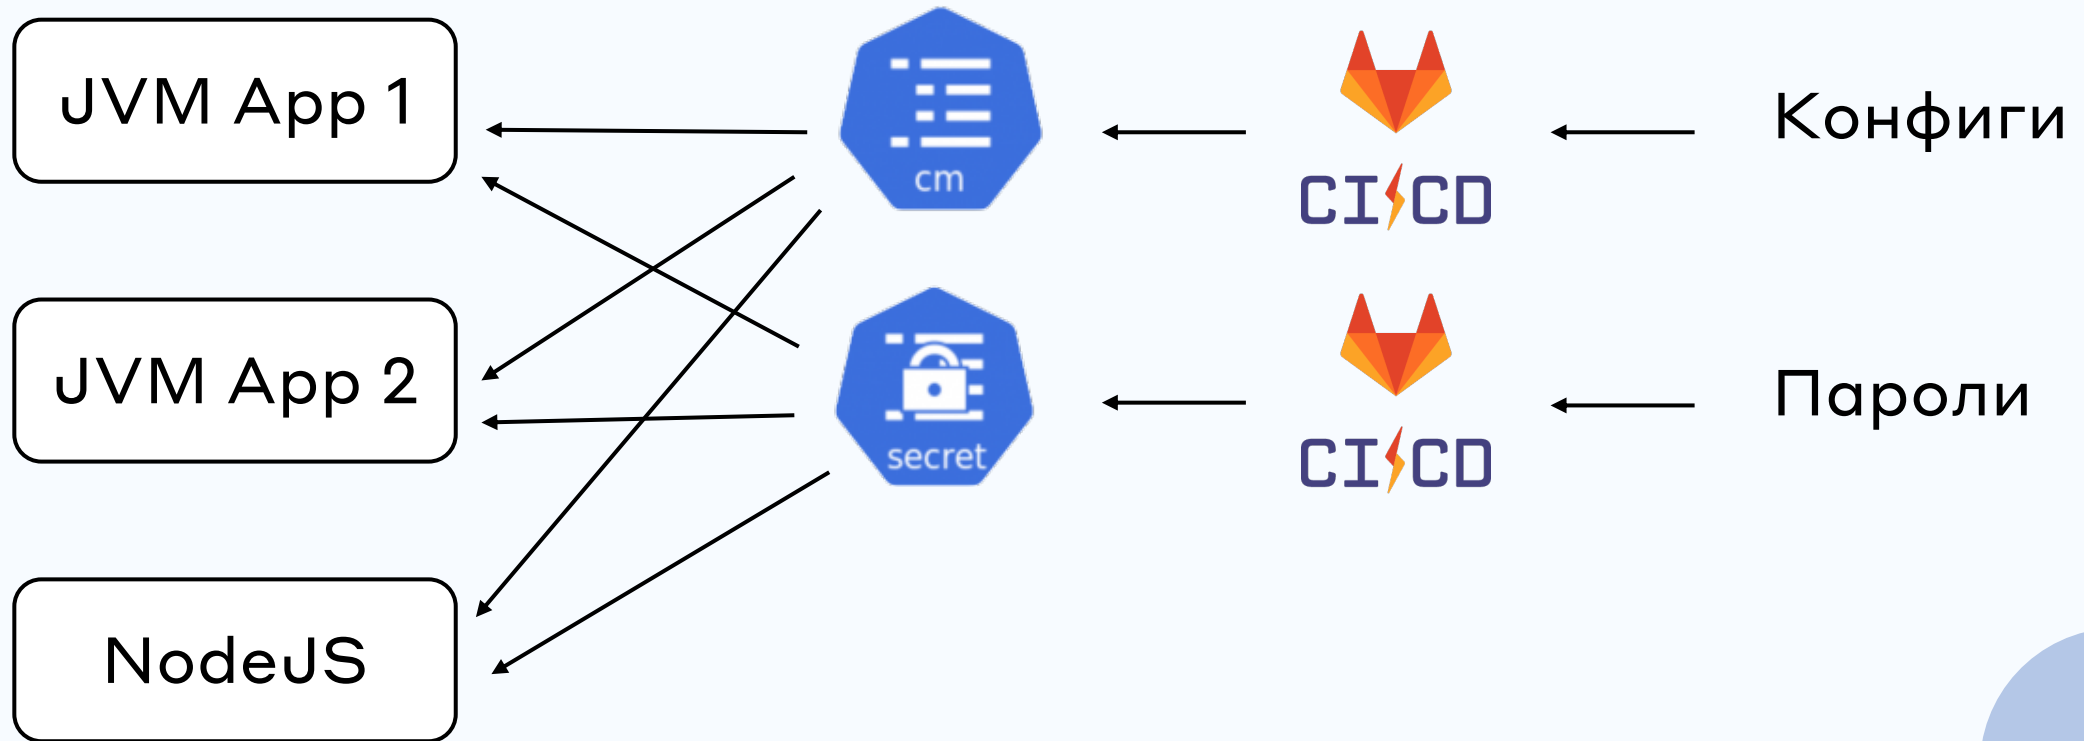 JVM App 1
cm
CI CD
Конфиги
JVM App 2
secret
CI CD
Пароли
NodeJS